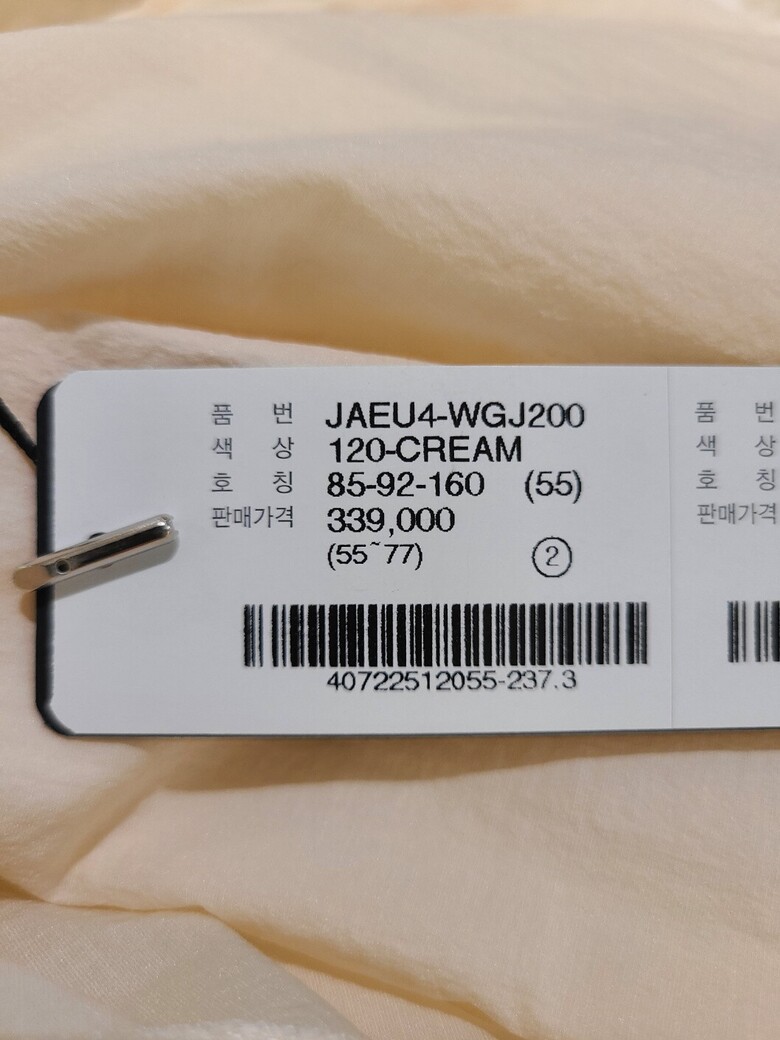 품 번 JAEU4-WGJ200
색 상 120-CREAM
호 칭 85-92-160 (55)
판매가격 339,000
(55~77) ②
40722512055-237.3
품 번
색 상
호 칭
판매가격